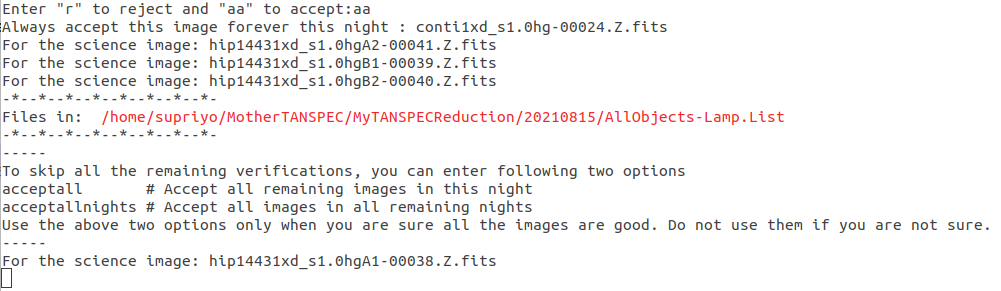 Enter "r" to reject and "aa" to accept:aa
Always accept this image forever this night : conti1xd_s1.0hg-00024.Z.fits
For the science image: hip14431xd_s1.0hgA2-00041.Z.fits
For the science image: hip14431xd_s1.0hgB1-00039.Z.fits
For the science image: hip14431xd_s1.0hgB2-00040.Z.fits
-*--*--*--*--*--*--*--*-
Files in:  /home/supriyo/MotherTANSPEC/MyTANSPECReduction/20210815/AllObjects-Lamp.List
-*--*--*--*--*--*--*--*-
-----
To skip all the remaining verifications, you can enter following two options
acceptall       # Accept all remaining images in this night
acceptallnights # Accept all images in all remaining nights
Use the above two options only when you are sure all the images are good. Do not use them if you are not sure.
-----
For the science image: hip14431xd_s1.0hgA1-00038.Z.fits